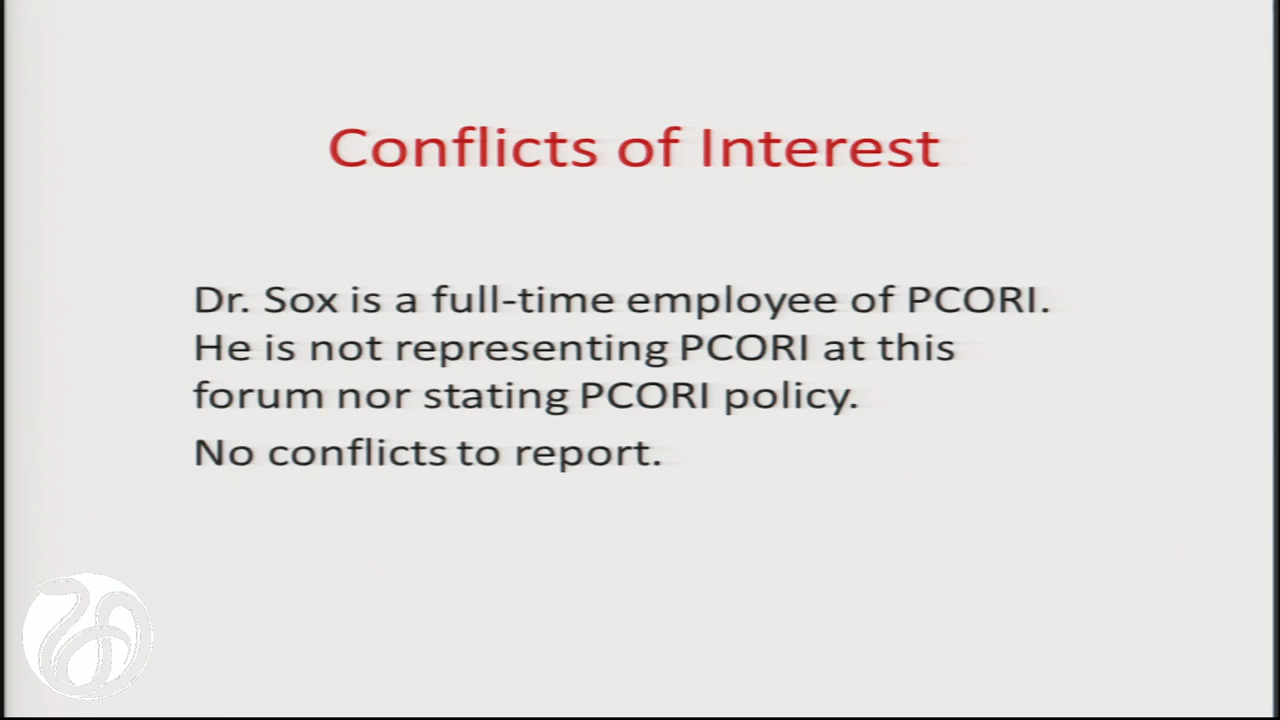 Conflicts of Interest
Dr. Sox is a full-time employee of PCORI.
He is not representing PCORI at this
forum nor stating PCORI policy.
No conflicts to report.